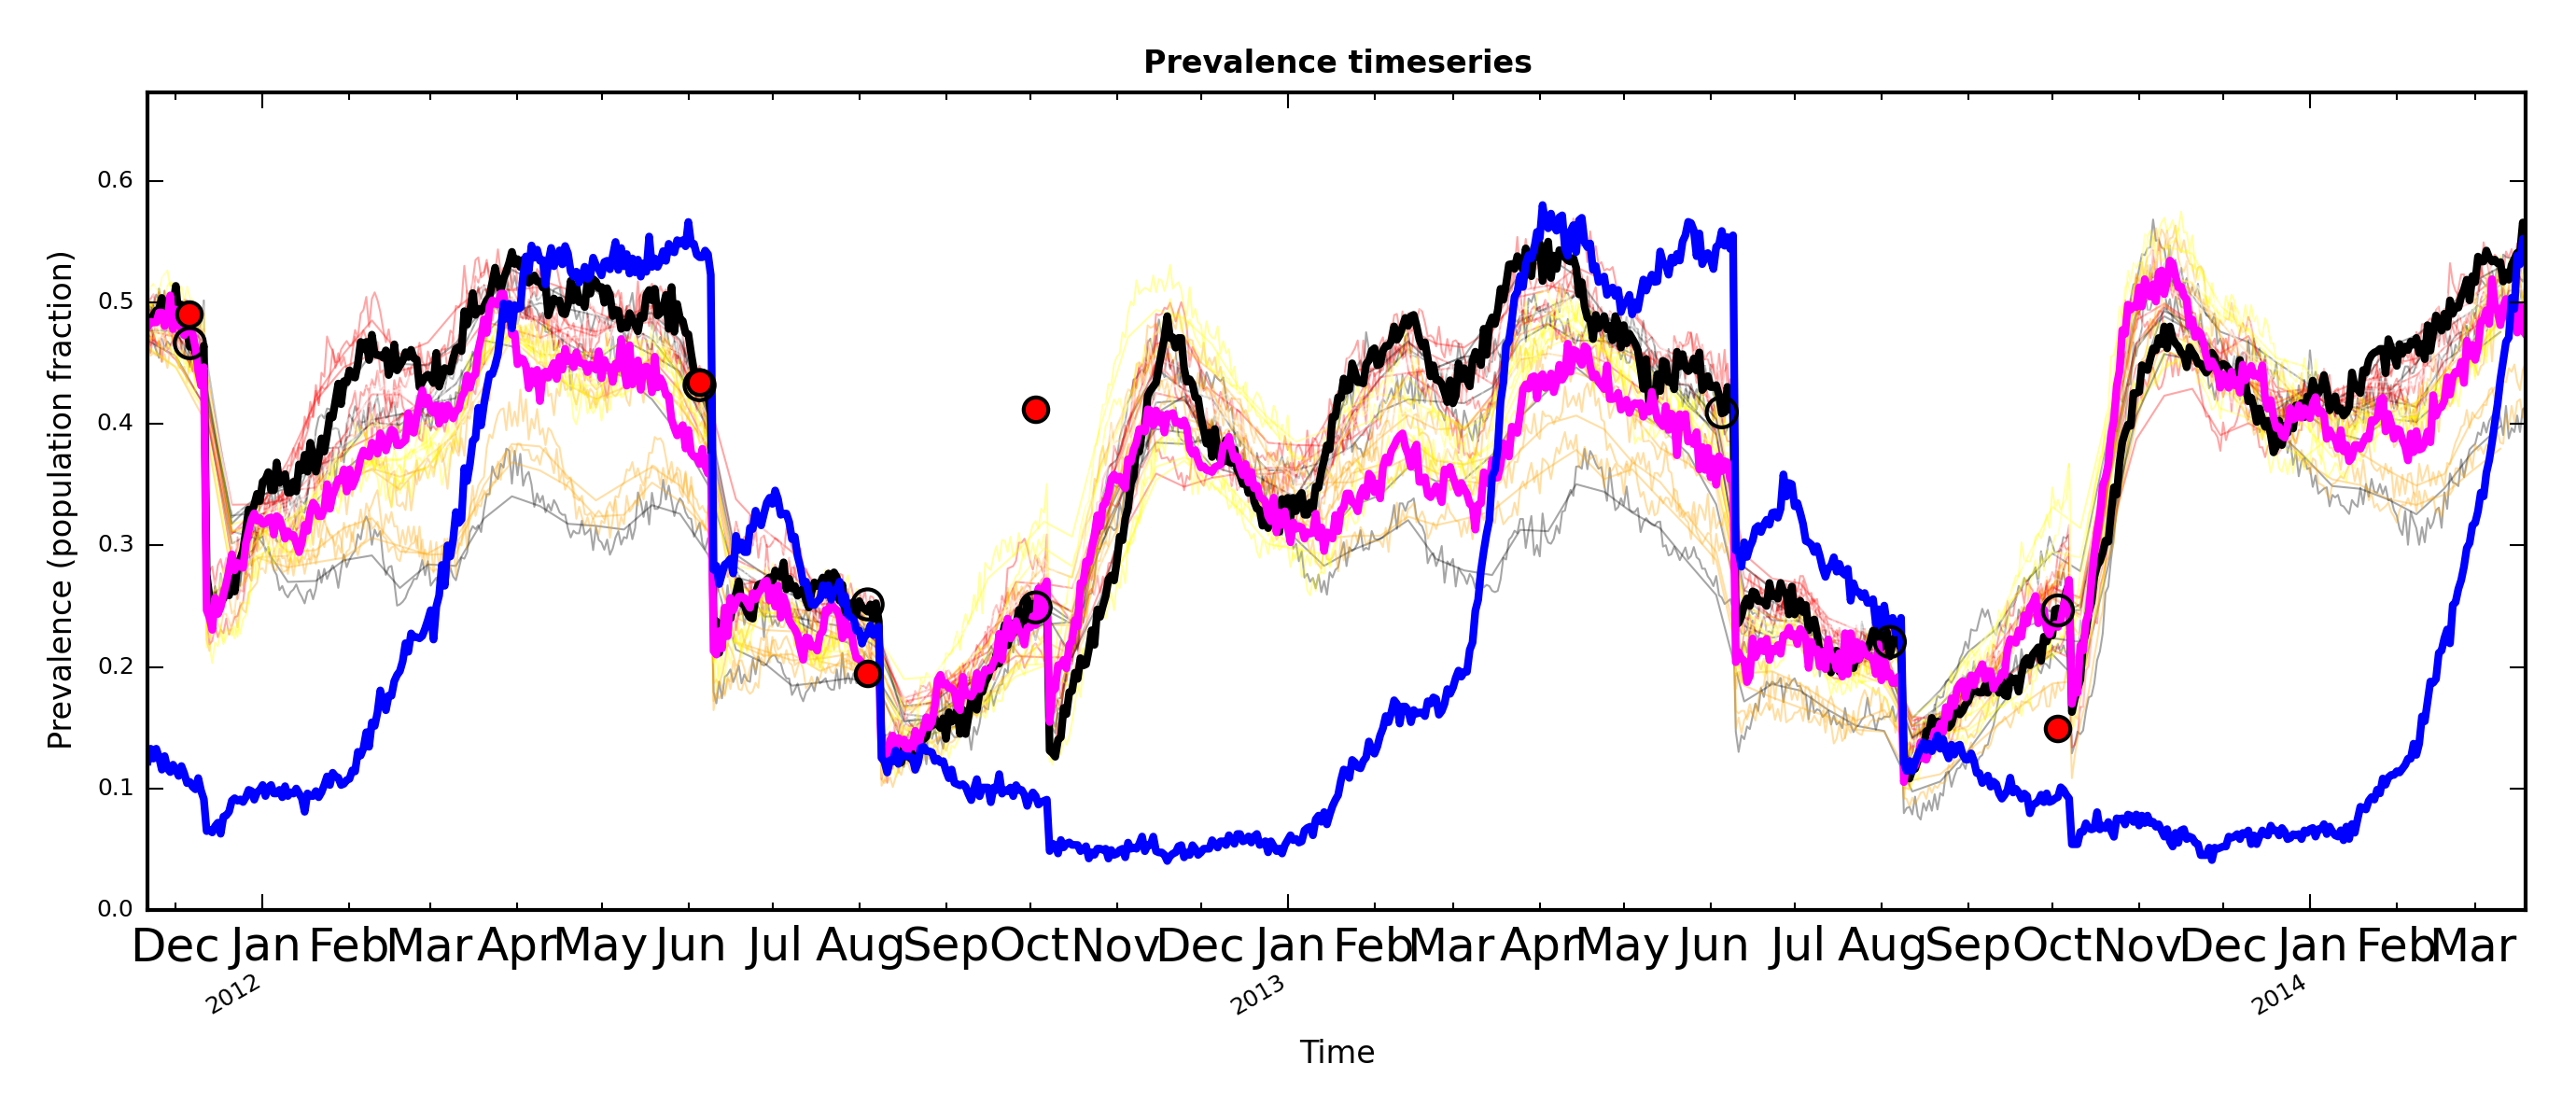 Prevalence timeseries
Prevalence (population fraction)
0.6
0.5
0.4
0.3
0.2
0.1
0.0
Dec Jan Feb Mar Apr May Jun Jul Aug Sep Oct Nov Dec Jan Feb Mar Apr May Jun Jul Aug Sep Oct Nov Dec Jan Feb Mar
2012 2013 2014
Time